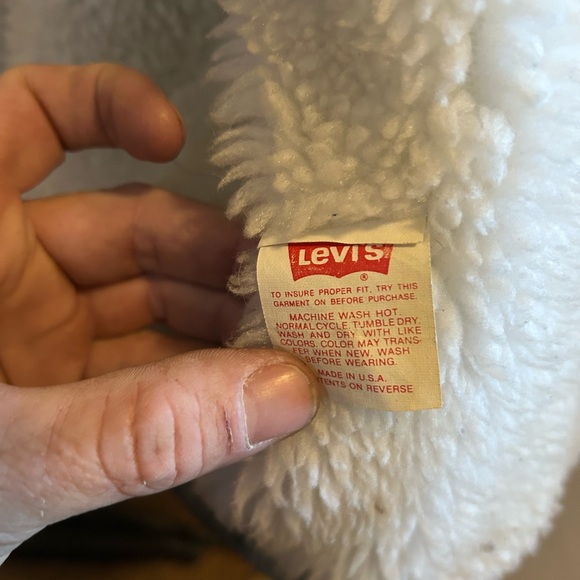 Levi's
®
TO INSURE PROPER FIT, TRY THIS
GARMENT ON BEFORE PURCHASE.
MACHINE WASH HOT.
NORMAL CYCLE. TUMBLE DRY.
WASH AND DRY WITH LIKE
COLORS. COLOR MAY TRANS-
FER WHEN NEW. WASH
BEFORE WEARING.
MADE IN U.S.A.
ON REVERSE